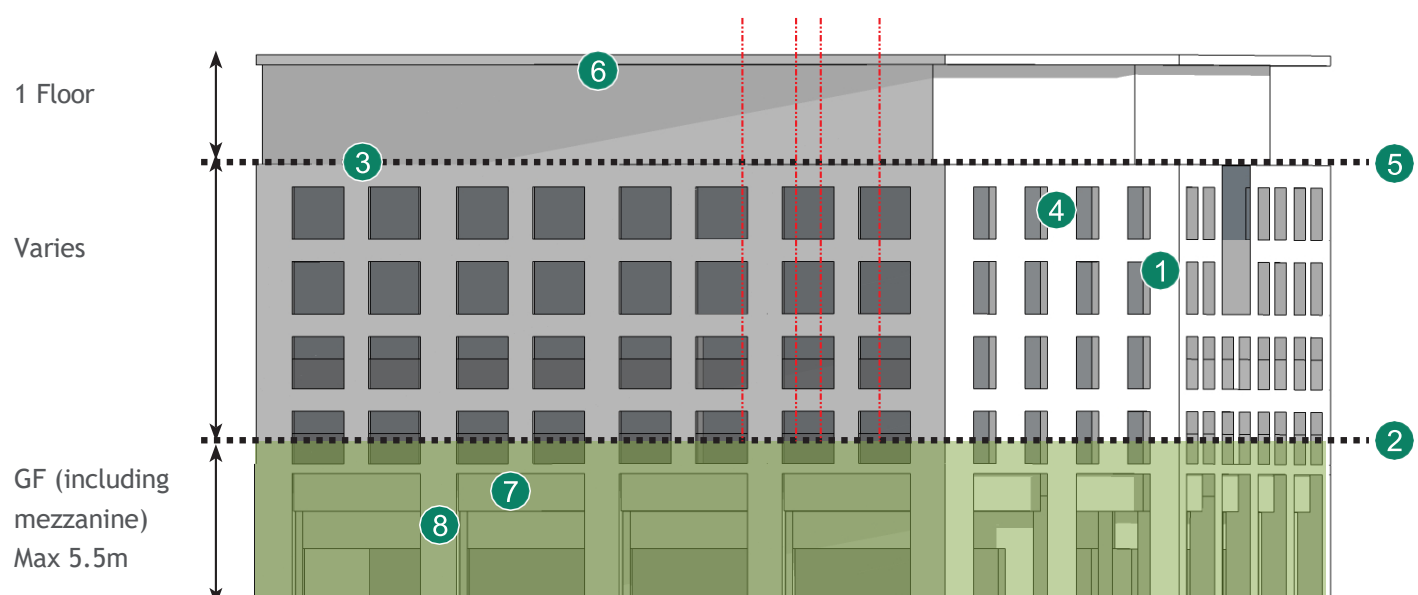 1 Floor
6
3
5
4
Varies
1
2
GF (including
mezzanine)
Max 5.5m
7
8